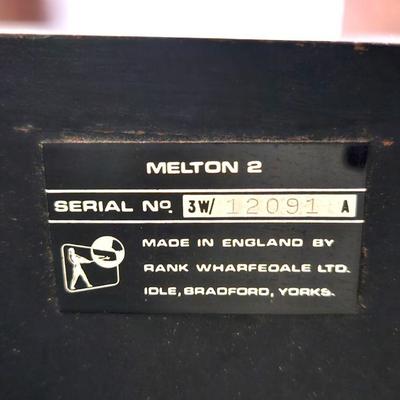 MELTON 2
SERIAL No. 3W/ 12091 A
MADE IN ENGLAND BY
RANK WHARFEDALE LTD.
IDLE, BRADFORD, YORKS.